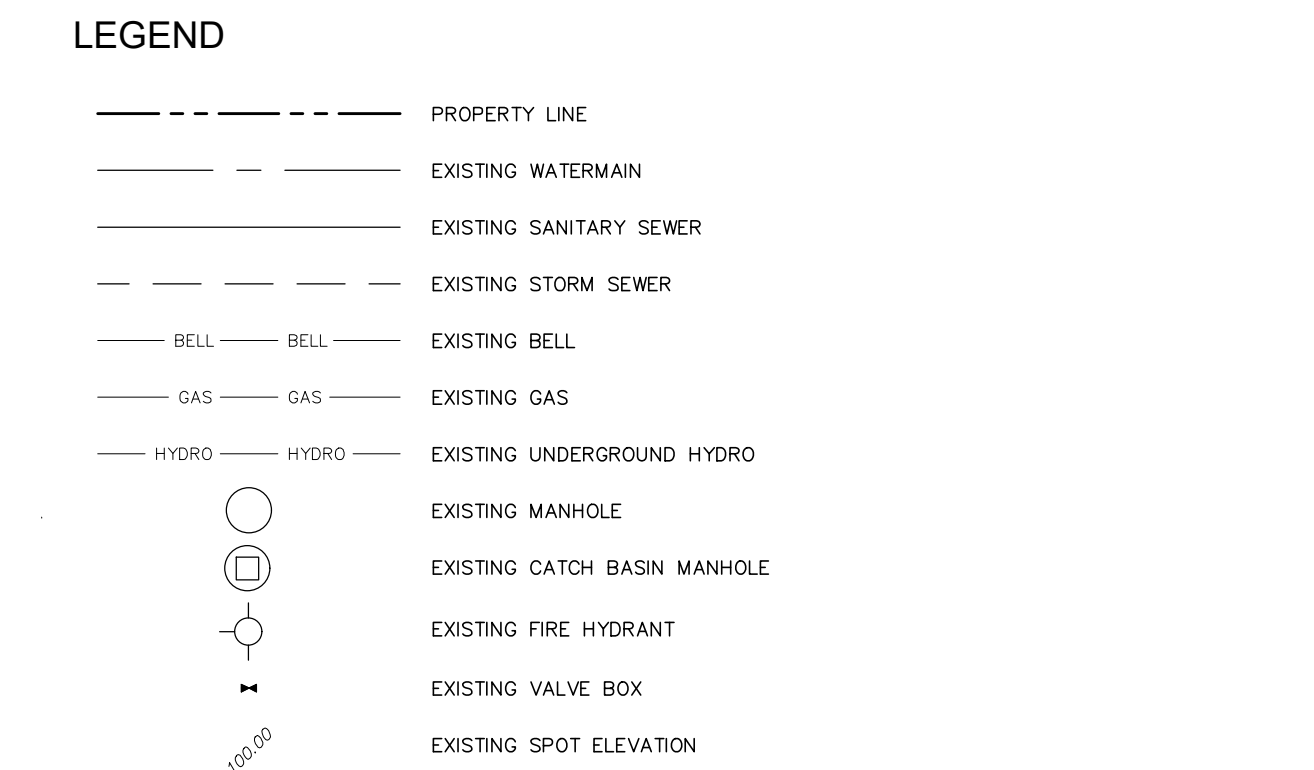 LEGEND
PROPERTY LINE
EXISTING WATERMAIN
EXISTING SANITARY SEWER
EXISTING STORM SEWER
BELL BELL EXISTING BELL
GAS GAS EXISTING GAS
HYDRO HYDRO EXISTING UNDERGROUND HYDRO
EXISTING MANHOLE
EXISTING CATCH BASIN MANHOLE
EXISTING FIRE HYDRANT
EXISTING VALVE BOX
100.00 EXISTING SPOT ELEVATION